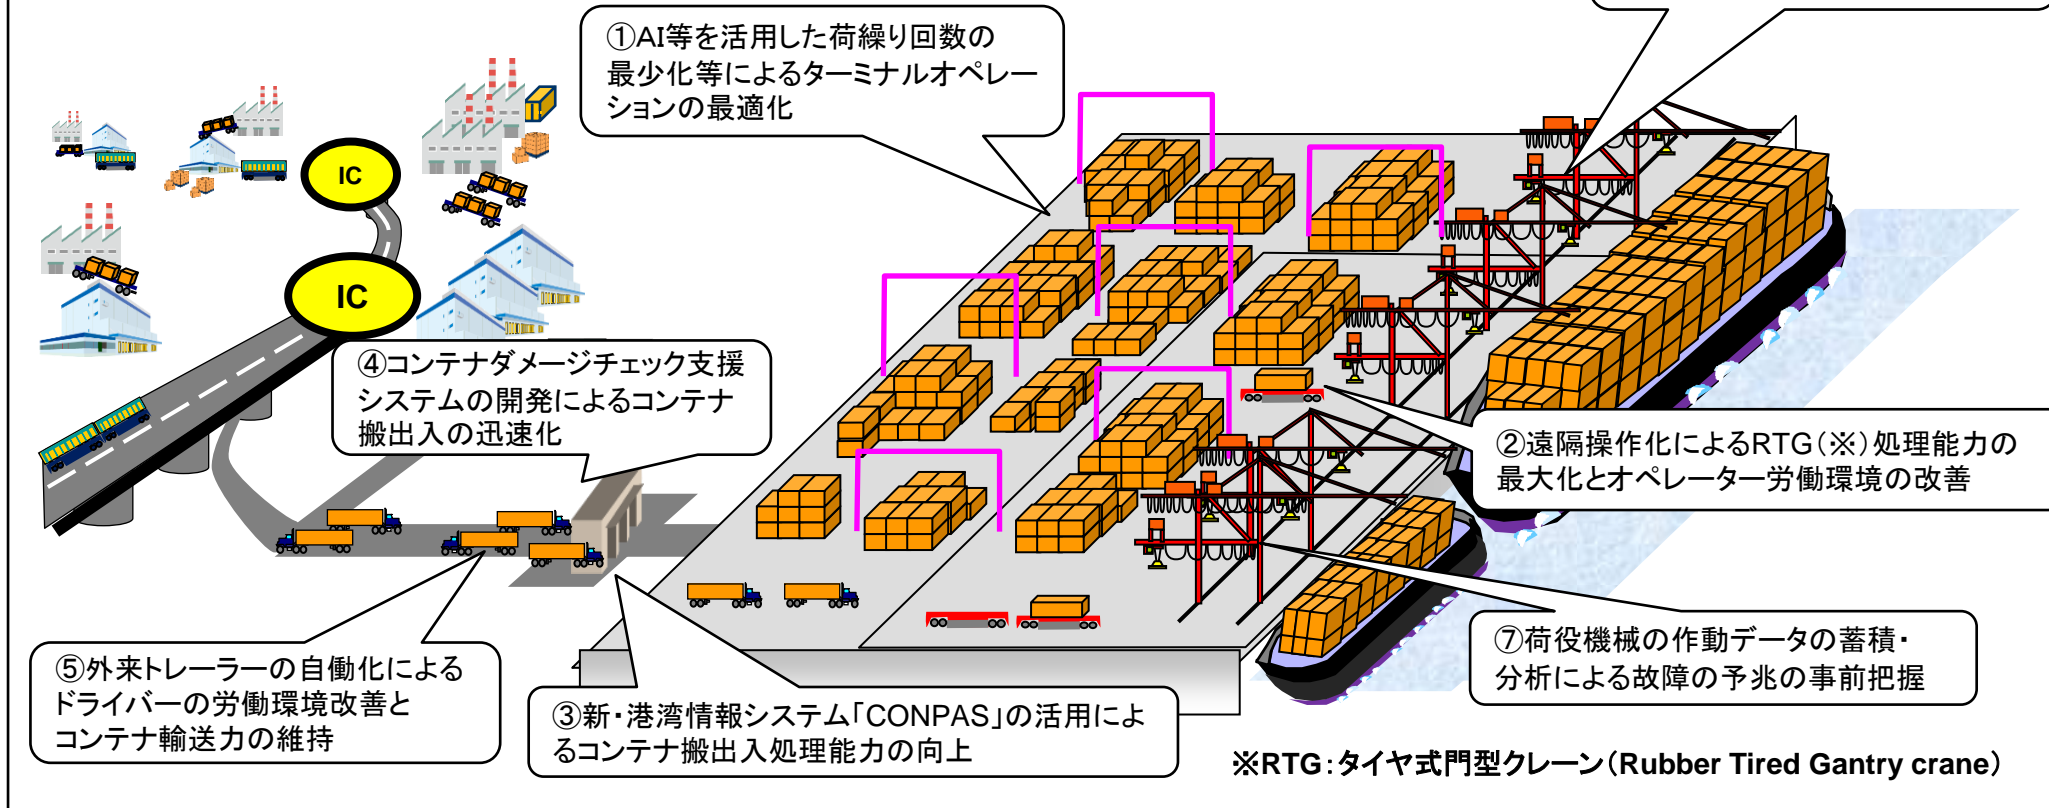 ①AI等を活用した荷繰り回数の
最少化等によるターミナルオペレー
ションの最適化
IC
IC
④コンテナダメージチェック支援
システムの開発によるコンテナ
搬出入の迅速化
②遠隔操作化によるRTG(※)処理能力の
最大化とオペレーター労働環境の改善
⑤外来トレーラーの自働化による
ドライバーの労働環境改善と
コンテナ輸送力の維持
③新・港湾情報システム「CONPAS」の活用によ
るコンテナ搬出入処理能力の向上
⑦荷役機械の作動データの蓄積・
分析による故障の予兆の事前把握
※RTG:タイヤ式門型クレーン(Rubber Tired Gantry crane)